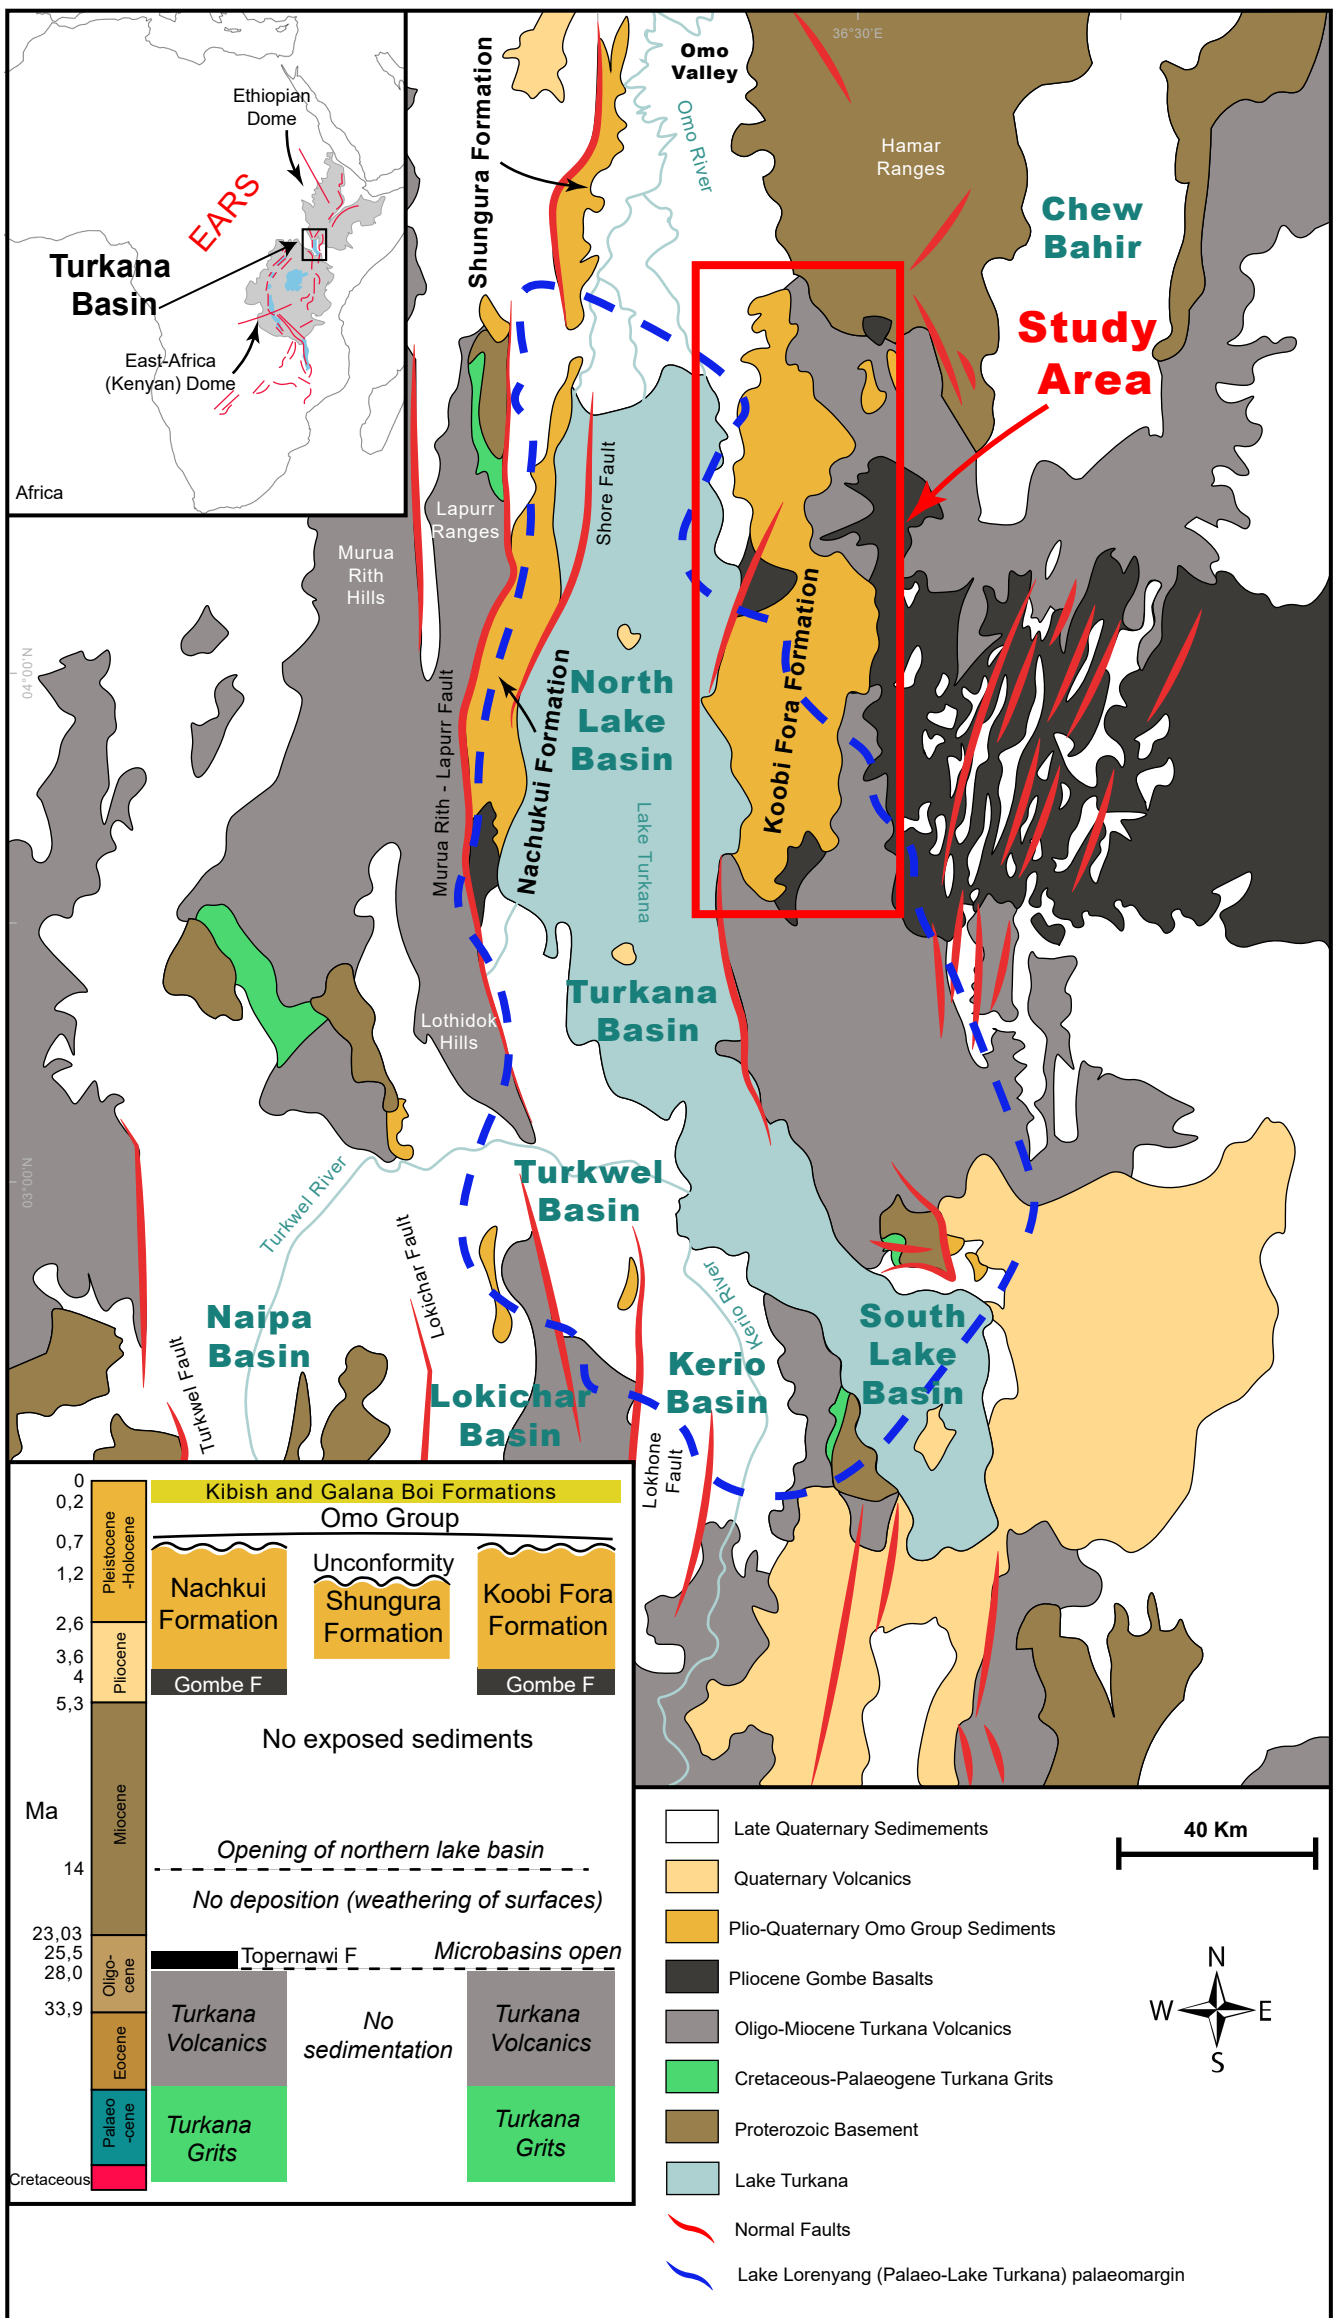 Ethiopian
Dome
EARS
Turkana
Basin
East-Africa
(Kenyan) Dome
Africa
36°30'E
Omo
Valley
Omo River
Shungura Formation
Hamar
Ranges
Chew
Bahir
Study
Area
Lapurr
Ranges
Shore Fault
Murua
Rith
Hills
04°00'N
Murua Rith - Lapurr Fault
Nachukui Formation
North
Lake
Basin
Lake Turkana
Koobi Fora Formation
Turkana
Basin
Lothidok
Hills
03°00'N
Turkwel River
Turkwel
Basin
Lokichar Fault
Kerio River
Naipa
Basin
Turkwel Fault
Lokichar
Basin
Kerio
Basin
South
Lake
Basin
Lokhone
Fault
0
0,2
0,7
1,2
2,6
3,6
4
5,3
Ma
14
23,03
25,5
28,0
33,9
Pleistocene
-Holocene
Pliocene
Miocene
Oligo-
cene
Eocene
Palaeo
-cene
Cretaceous
Kibish and Galana Boi Formations
Omo Group
Unconformity
Nachkui
Formation
Shungura
Formation
Koobi Fora
Formation
Gombe F
Gombe F
No exposed sediments
Opening of northern lake basin
No deposition (weathering of surfaces)
Topernawi F
Microbasins open
Turkana
Volcanics
No
sedimentation
Turkana
Volcanics
Turkana
Grits
Turkana
Grits
Late Quaternary Sedimements
Quaternary Volcanics
Plio-Quaternary Omo Group Sediments
Pliocene Gombe Basalts
Oligo-Miocene Turkana Volcanics
Cretaceous-Palaeogene Turkana Grits
Proterozoic Basement
Lake Turkana
Normal Faults
Lake Lorenyang (Palaeo-Lake Turkana) palaeomargin
40 Km
N
W
E
S